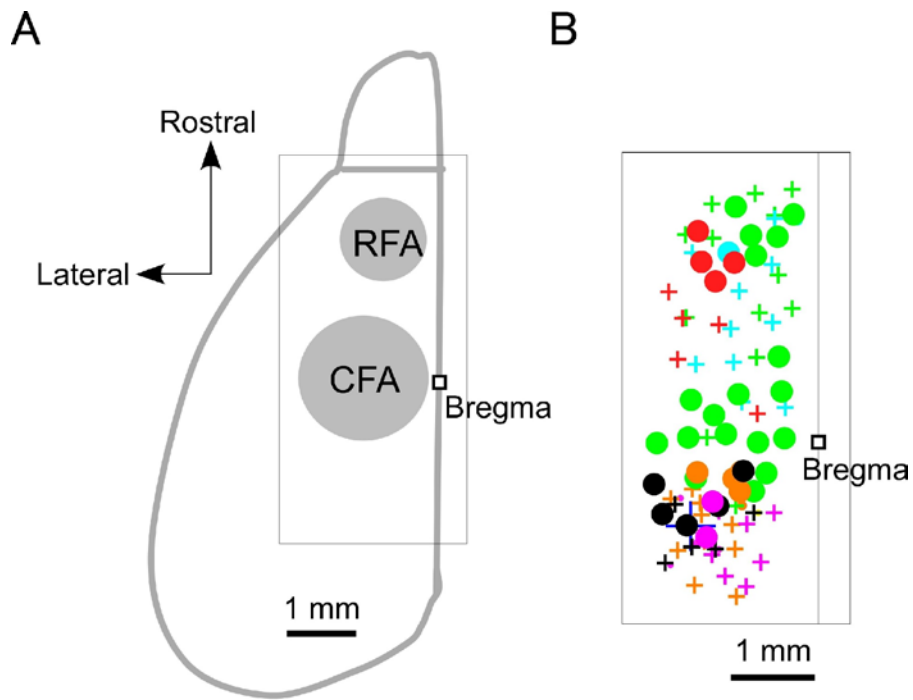 A
B
Rostral
Lateral
RFA
CFA
Bregma
1 mm
Bregma
1 mm